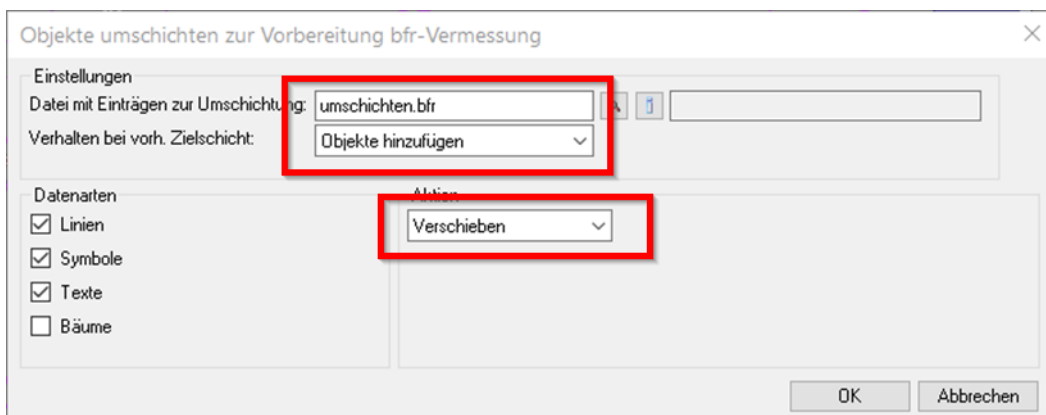 Objekte umschichten zur Vorbereitung bfr-Vermessung
Einstellungen
Datei mit Einträgen zur Umschichtung: umschichten.bfr
Verhalten bei vorh. Zielschicht: Objekte hinzufügen
Datenarten
Linien
Symbole
Texte
Bäume
Aktion
Verschieben
OK Abbrechen